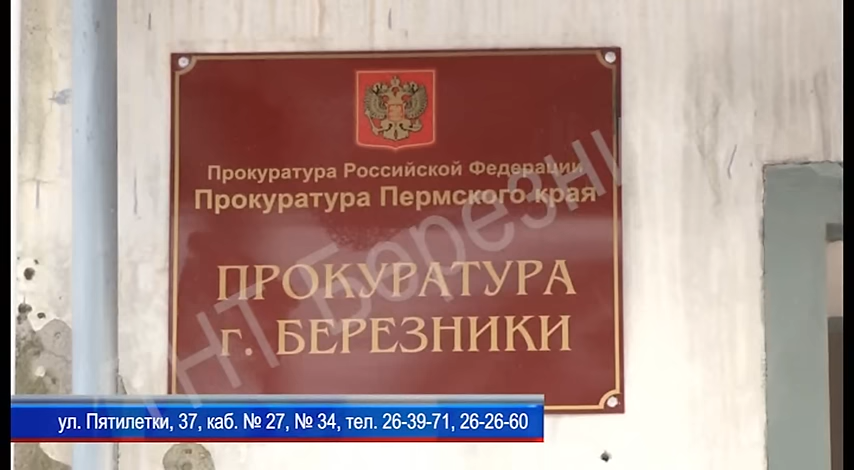 Прокуратура Российской Федерации
Прокуратура Пермского края
ПРОКУРАТУРА
г. БЕРЕЗНИКИ
ул. Пятилетки, 37, каб. № 27, № 34, тел. 26-39-71, 26-26-60